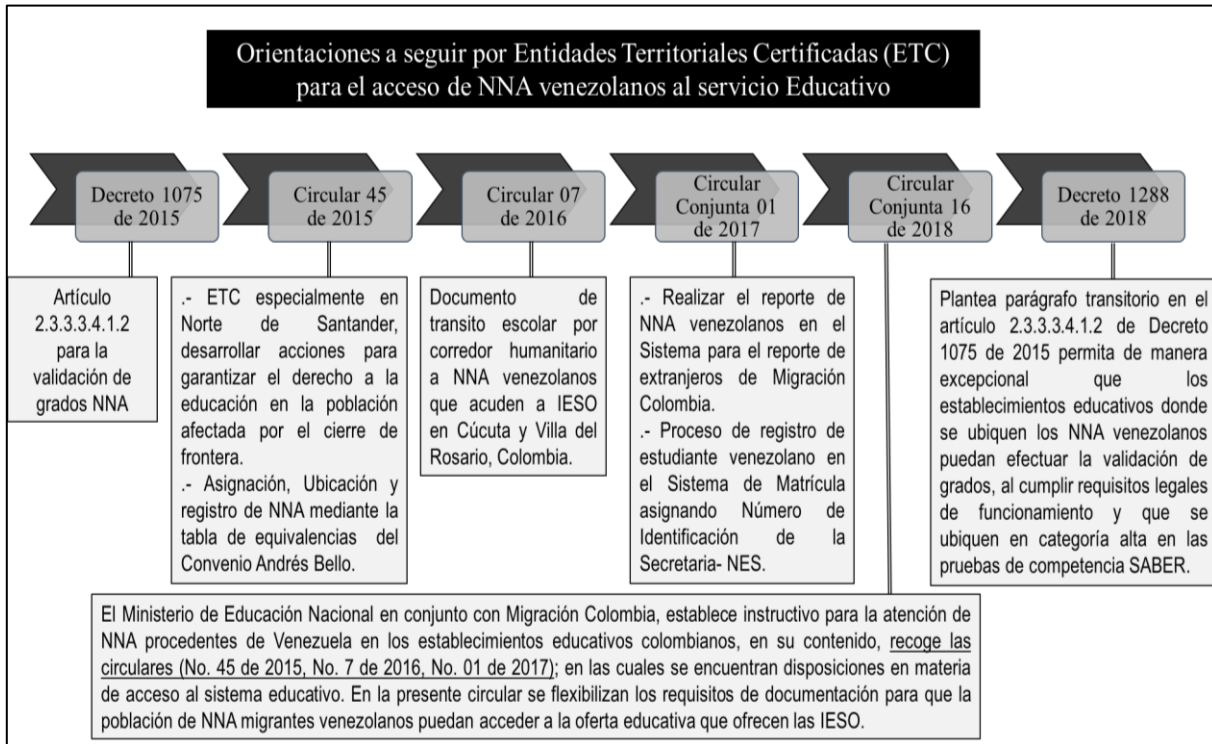 Orientaciones a seguir por Entidades Territoriales Certificadas (ETC)
para el acceso de NNA venezolanos al servicio Educativo
Decreto 1075
de 2015
Circular 45
de 2015
Circular 07
de 2016
Circular
Conjunta 01
de 2017
Circular
Conjunta 16
de 2018
Decreto 1288
de 2018
Artículo
2.3.3.3.4.1.2
para la
validación de
grados NNA
.- ETC especialmente en
Norte de Santander,
desarrollar acciones para
garantizar el derecho a la
educación en la población
afectada por el cierre de
frontera.
.- Asignación, Ubicación y
registro de NNA mediante la
tabla de equivalencias del
Convenio Andrés Bello.
Documento de
transito escolar por
corredor humanitario
a NNA venezolanos
que acuden a IESO
en Cúcuta y Villa del
Rosario, Colombia.
.- Realizar el reporte de
NNA venezolanos en el
Sistema para el reporte de
extranjeros de Migración
Colombia.
.- Proceso de registro de
estudiante venezolano en
el Sistema de Matrícula
asignando Número de
Identificación de la
Secretaria- NES.
Plantea parágrafo transitorio en el
artículo 2.3.3.3.4.1.2 de Decreto
1075 de 2015 permita de manera
excepcional que los
establecimientos educativos donde
se ubiquen los NNA venezolanos
puedan efectuar la validación de
grados, al cumplir requisitos legales
de funcionamiento y que se
ubiquen en categoría alta en las
pruebas de competencia SABER.
El Ministerio de Educación Nacional en conjunto con Migración Colombia, establece instructivo para la atención de
NNA procedentes de Venezuela en los establecimientos educativos colombianos, en su contenido, recoge las
circulares (No. 45 de 2015, No. 7 de 2016, No. 01 de 2017); en las cuales se encuentran disposiciones en materia
de acceso al sistema educativo. En la presente circular se flexibilizan los requisitos de documentación para que la
población de NNA migrantes venezolanos puedan acceder a la oferta educativa que ofrecen las IESO.